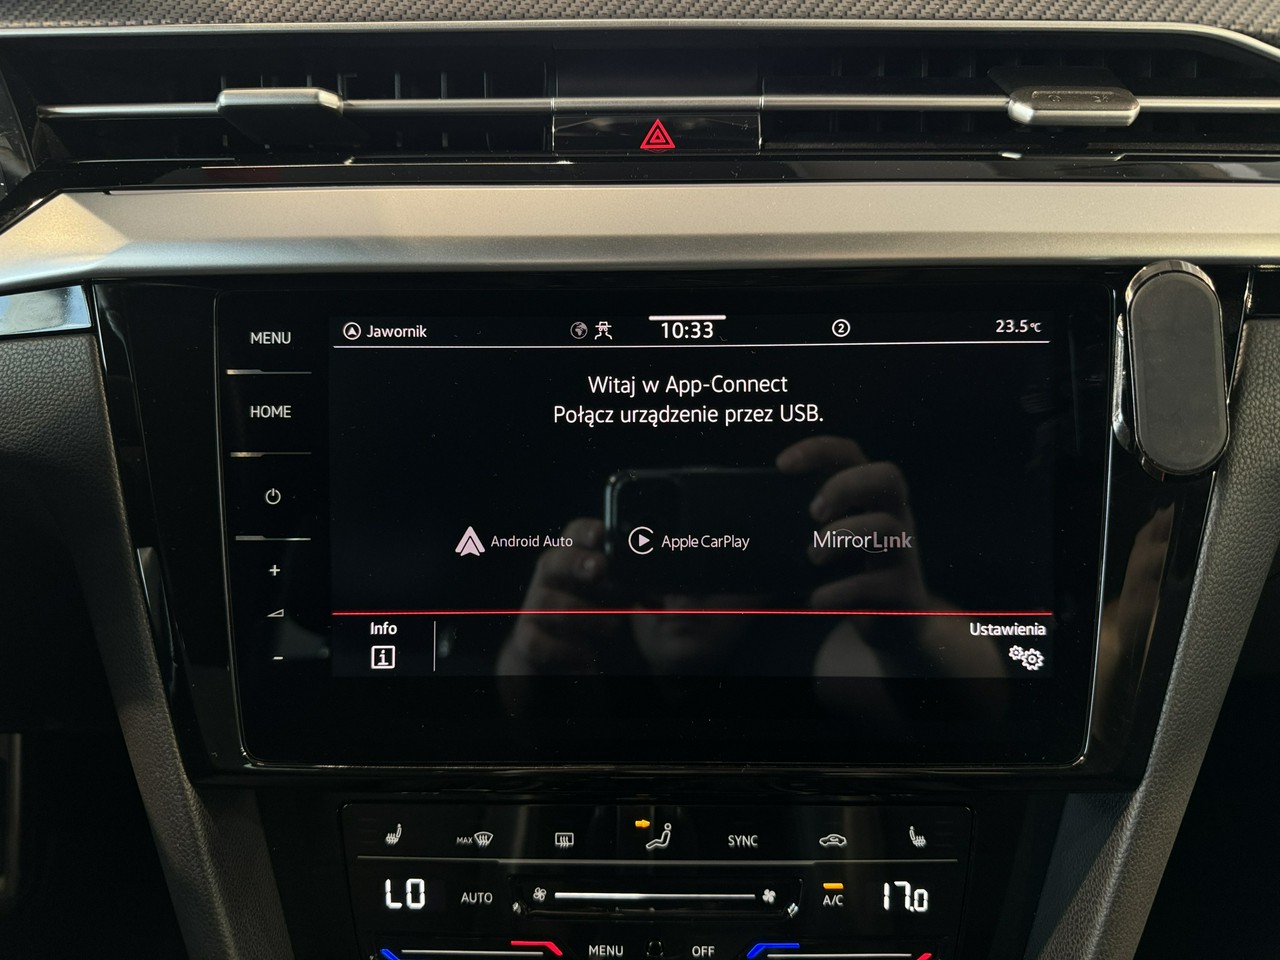 MENU
HOME
Jawornik
10:33
2
23.5°C
Witaj w App-Connect
Połącz urządzenie przez USB.
Android Auto
Apple CarPlay
MirrorLink
Info
i
Ustawienia
+
-
MAX
SYNC
LO
AUTO
A/C
17.0
MENU
OFF